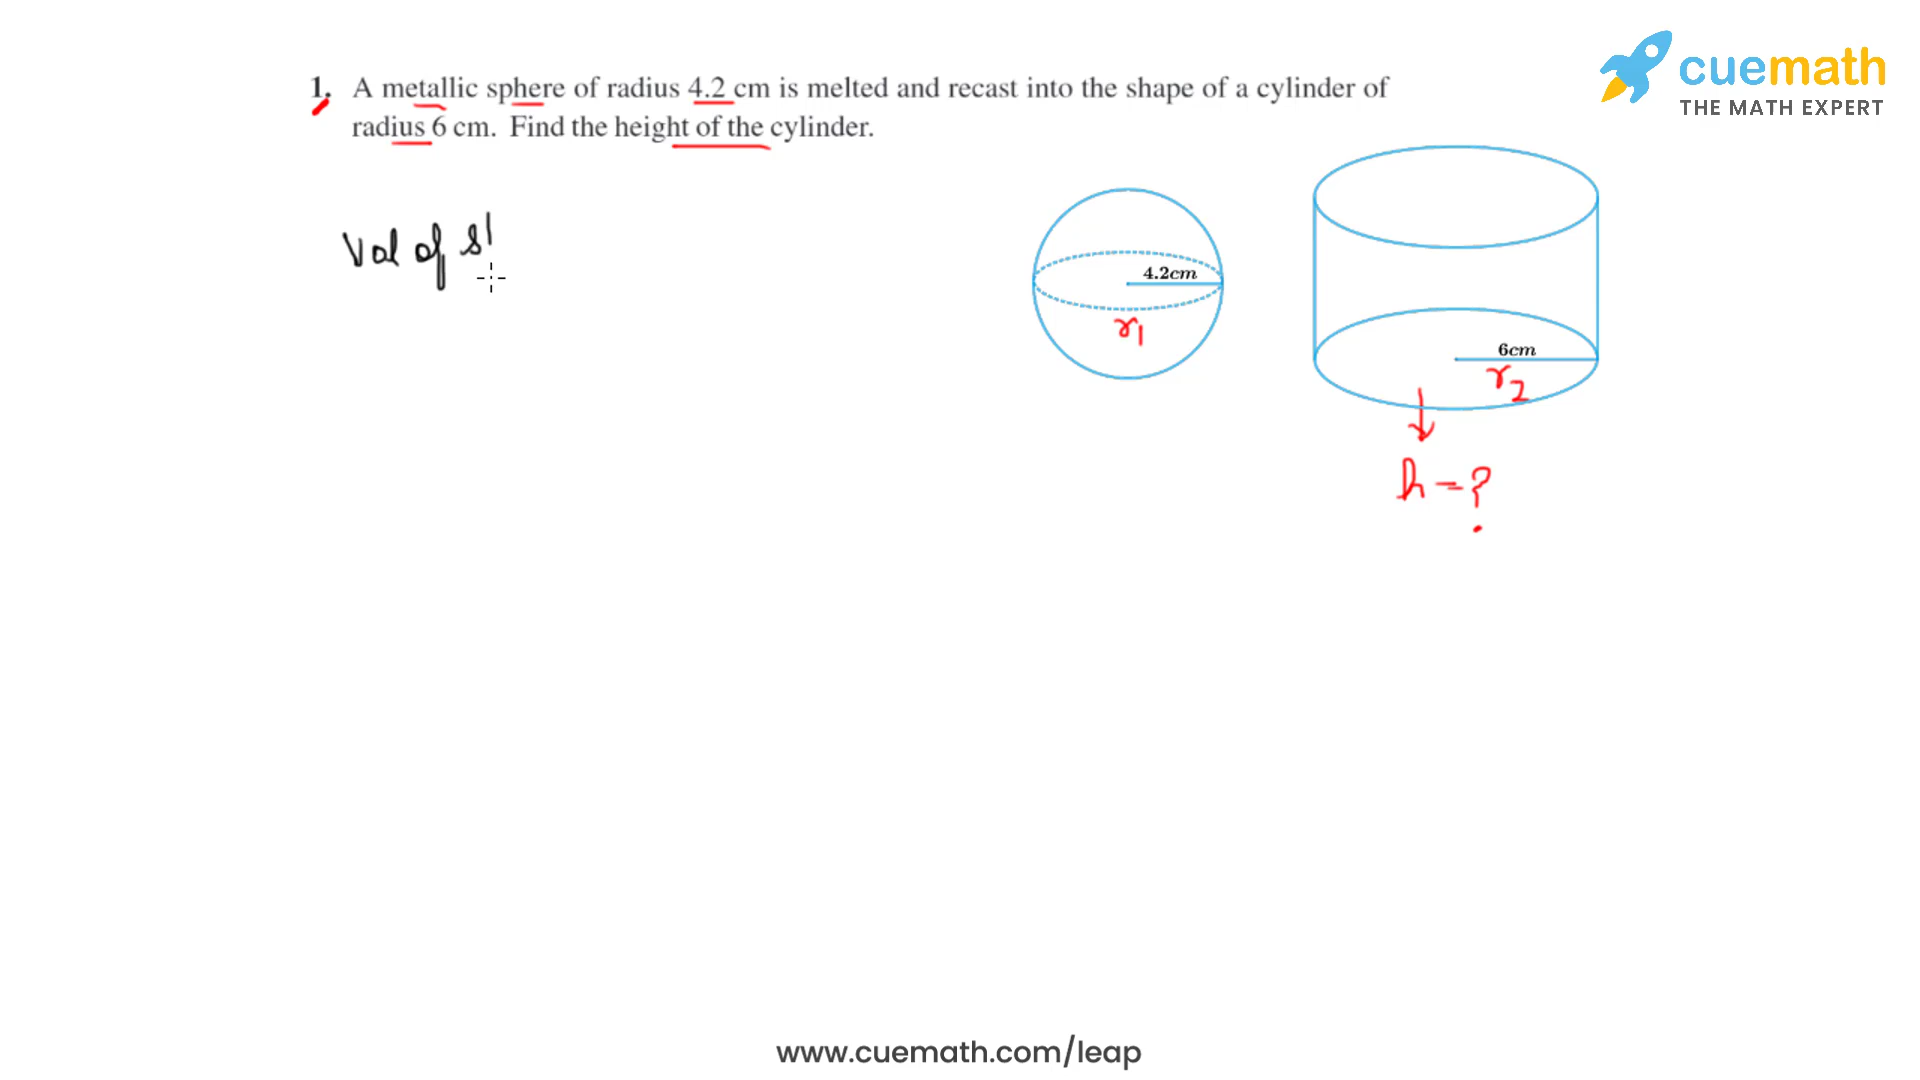 cuemath
THE MATH EXPERT
1. A metallic sphere of radius 4.2 cm is melted and recast into the shape of a cylinder of
radius 6 cm. Find the height of the cylinder.
Vol of
4.2cm
r1
6cm
r2
h = ?
www.cuemath.com/leap